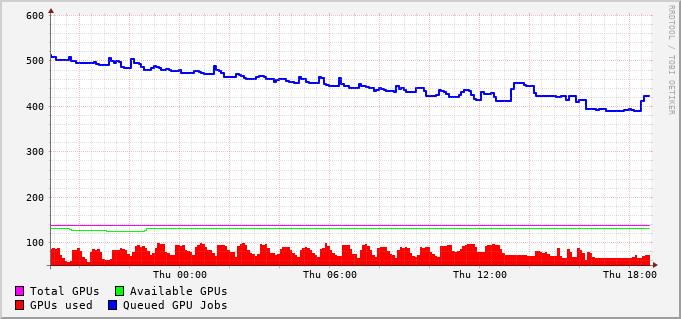 600
500
400
300
200
100
Thu 00:00 Thu 06:00 Thu 12:00 Thu 18:00
Total GPUs Available GPUs
GPUs used Queued GPU Jobs
RRDTOOL / TOBI OETIKER